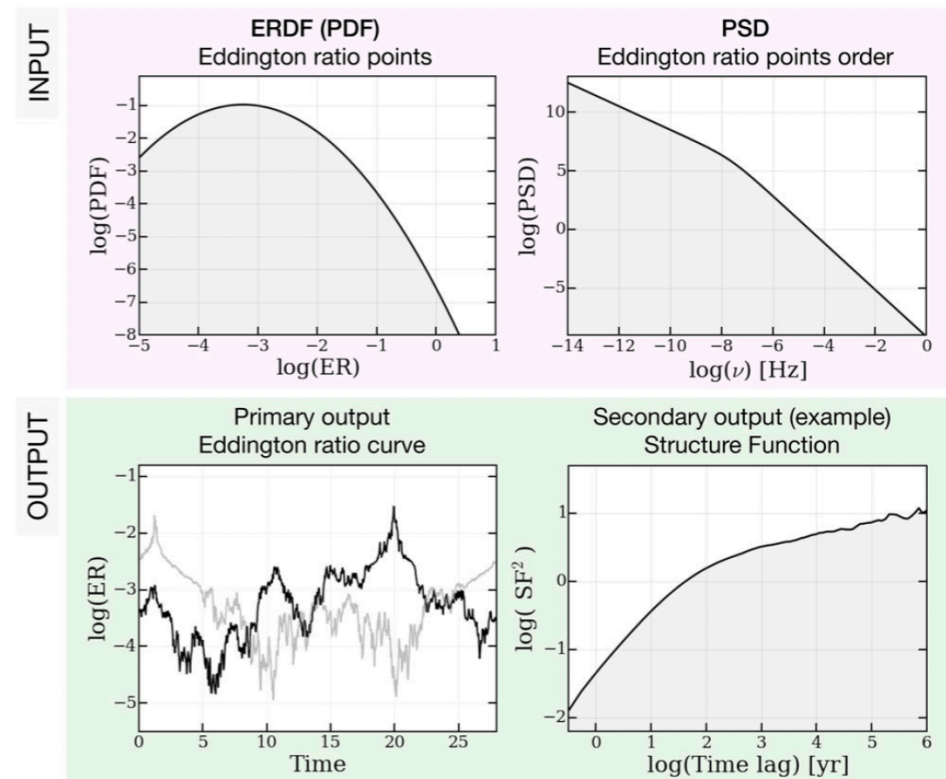 INPUT
ERDF (PDF)
Eddington ratio points
log(PDF)
−1
−2
−3
−4
−5
−6
−7
−8
−5 −4 −3 −2 −1 0 1
log(ER)
PSD
Eddington ratio points order
log(PSD)
10
5
0
−5
−14 −12 −10 −8 −6 −4 −2 0
log(ν) [Hz]
OUTPUT
Primary output
Eddington ratio curve
log(ER)
−1
−2
−3
−4
−5
0 5 10 15 20 25
Time
Secondary output (example)
Structure Function
log( SF² )
1
0
−1
−2
0 1 2 3 4 5 6
log(Time lag) [yr]